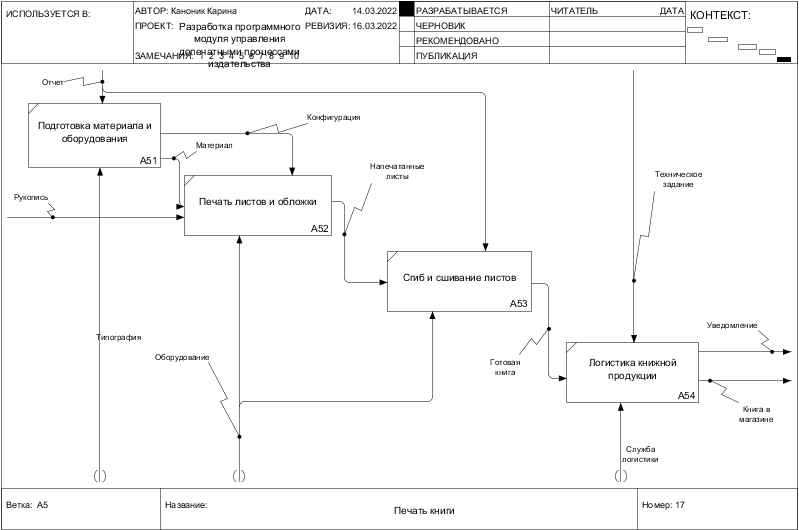 ИСПОЛЬЗУЕТСЯ В:
АВТОР: Каноник Карина
ДАТА: 14.03.2022
ПРОЕКТ: Разработка программного
модуля управления
допечатными процессами
издательства
РЕВИЗИЯ: 16.03.2022
ЗАМЕЧАНИЯ: 1 2 3 4 5 6 7 8 9 10
РАЗРАБАТЫВАЕТСЯ
ЧЕРНОВИК
РЕКОМЕНДОВАНО
ПУБЛИКАЦИЯ
ЧИТАТЕЛЬ
ДАТА
КОНТЕКСТ:
Отчет
Подготовка материала и
оборудования
A51
Конфигурация
Материал
Рукопись
Печать листов и обложки
A52
Напечатанные
листы
Техническое
задание
Сгиб и сшивание листов
A53
Типография
Оборудование
Готовая
книга
Логистика книжной
продукции
A54
Уведомление
Книга в
магазине
Служба
логистики
Ветка: A5
Название:
Печать книги
Номер: 17